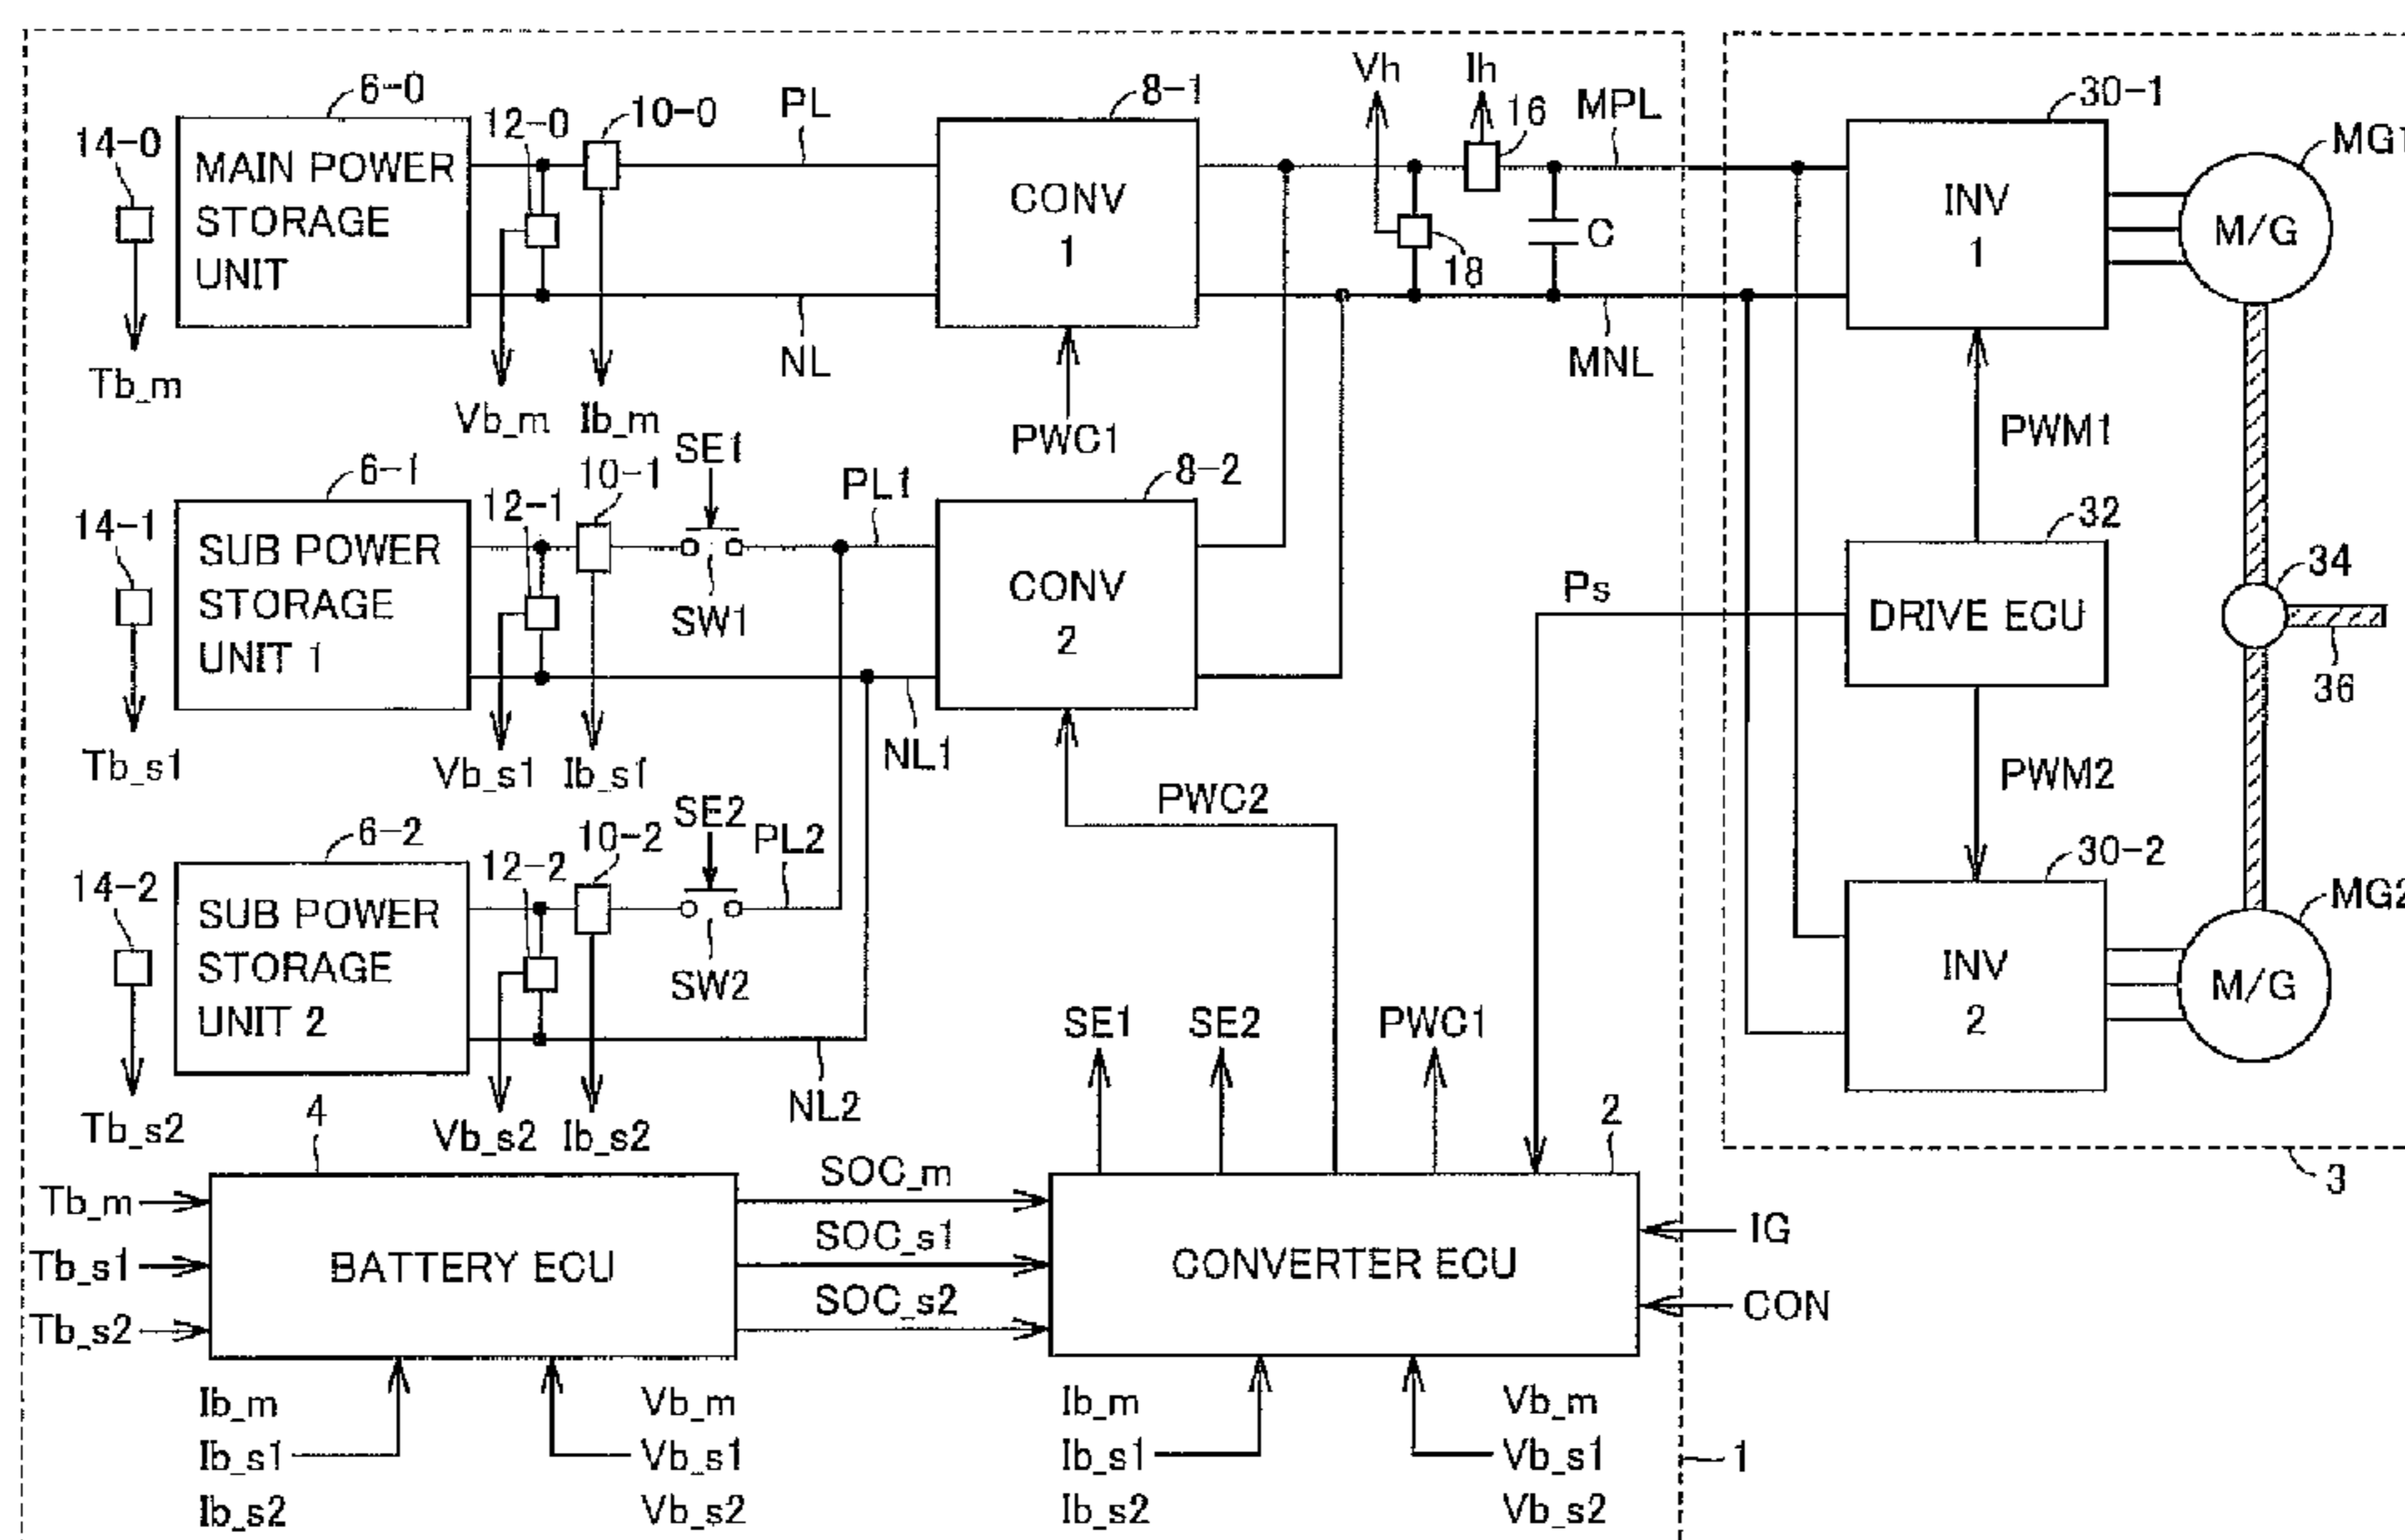 Vh
Ih
6-0
10-0
PL
8-1
16
MPL
30-1
14-0
12-0
MG1
MAIN POWER
STORAGE
UNIT
CONV
1
18
C
INV
1
M/G
Tb_m
Vb_m
Ib_m
NL
PWC1
MNL
PWM1
6-1
10-1
SE1
PL1
8-2
14-1
12-1
32
34
SUB POWER
STORAGE
UNIT 1
SW1
CONV
2
Ps
DRIVE ECU
36
Tb_s1
Vb_s1
Ib_s1
NL1
PWC2
PWM2
6-2
10-2
SE2
PL2
30-2
14-2
12-2
MG2
SUB POWER
STORAGE
UNIT 2
SW2
INV
2
M/G
SE1
SE2
PWC1
Tb_s2
Vb_s2
Ib_s2
NL2
4
2
3
Tb_m
Tb_s1
Tb_s2
BATTERY ECU
SOC_m
SOC_s1
SOC_s2
CONVERTER ECU
IG
CON
Ib_m
Ib_s1
Ib_s2
Vb_m
Vb_s1
Vb_s2
Ib_m
Ib_s1
Ib_s2
Vb_m
Vb_s1
Vb_s2
1